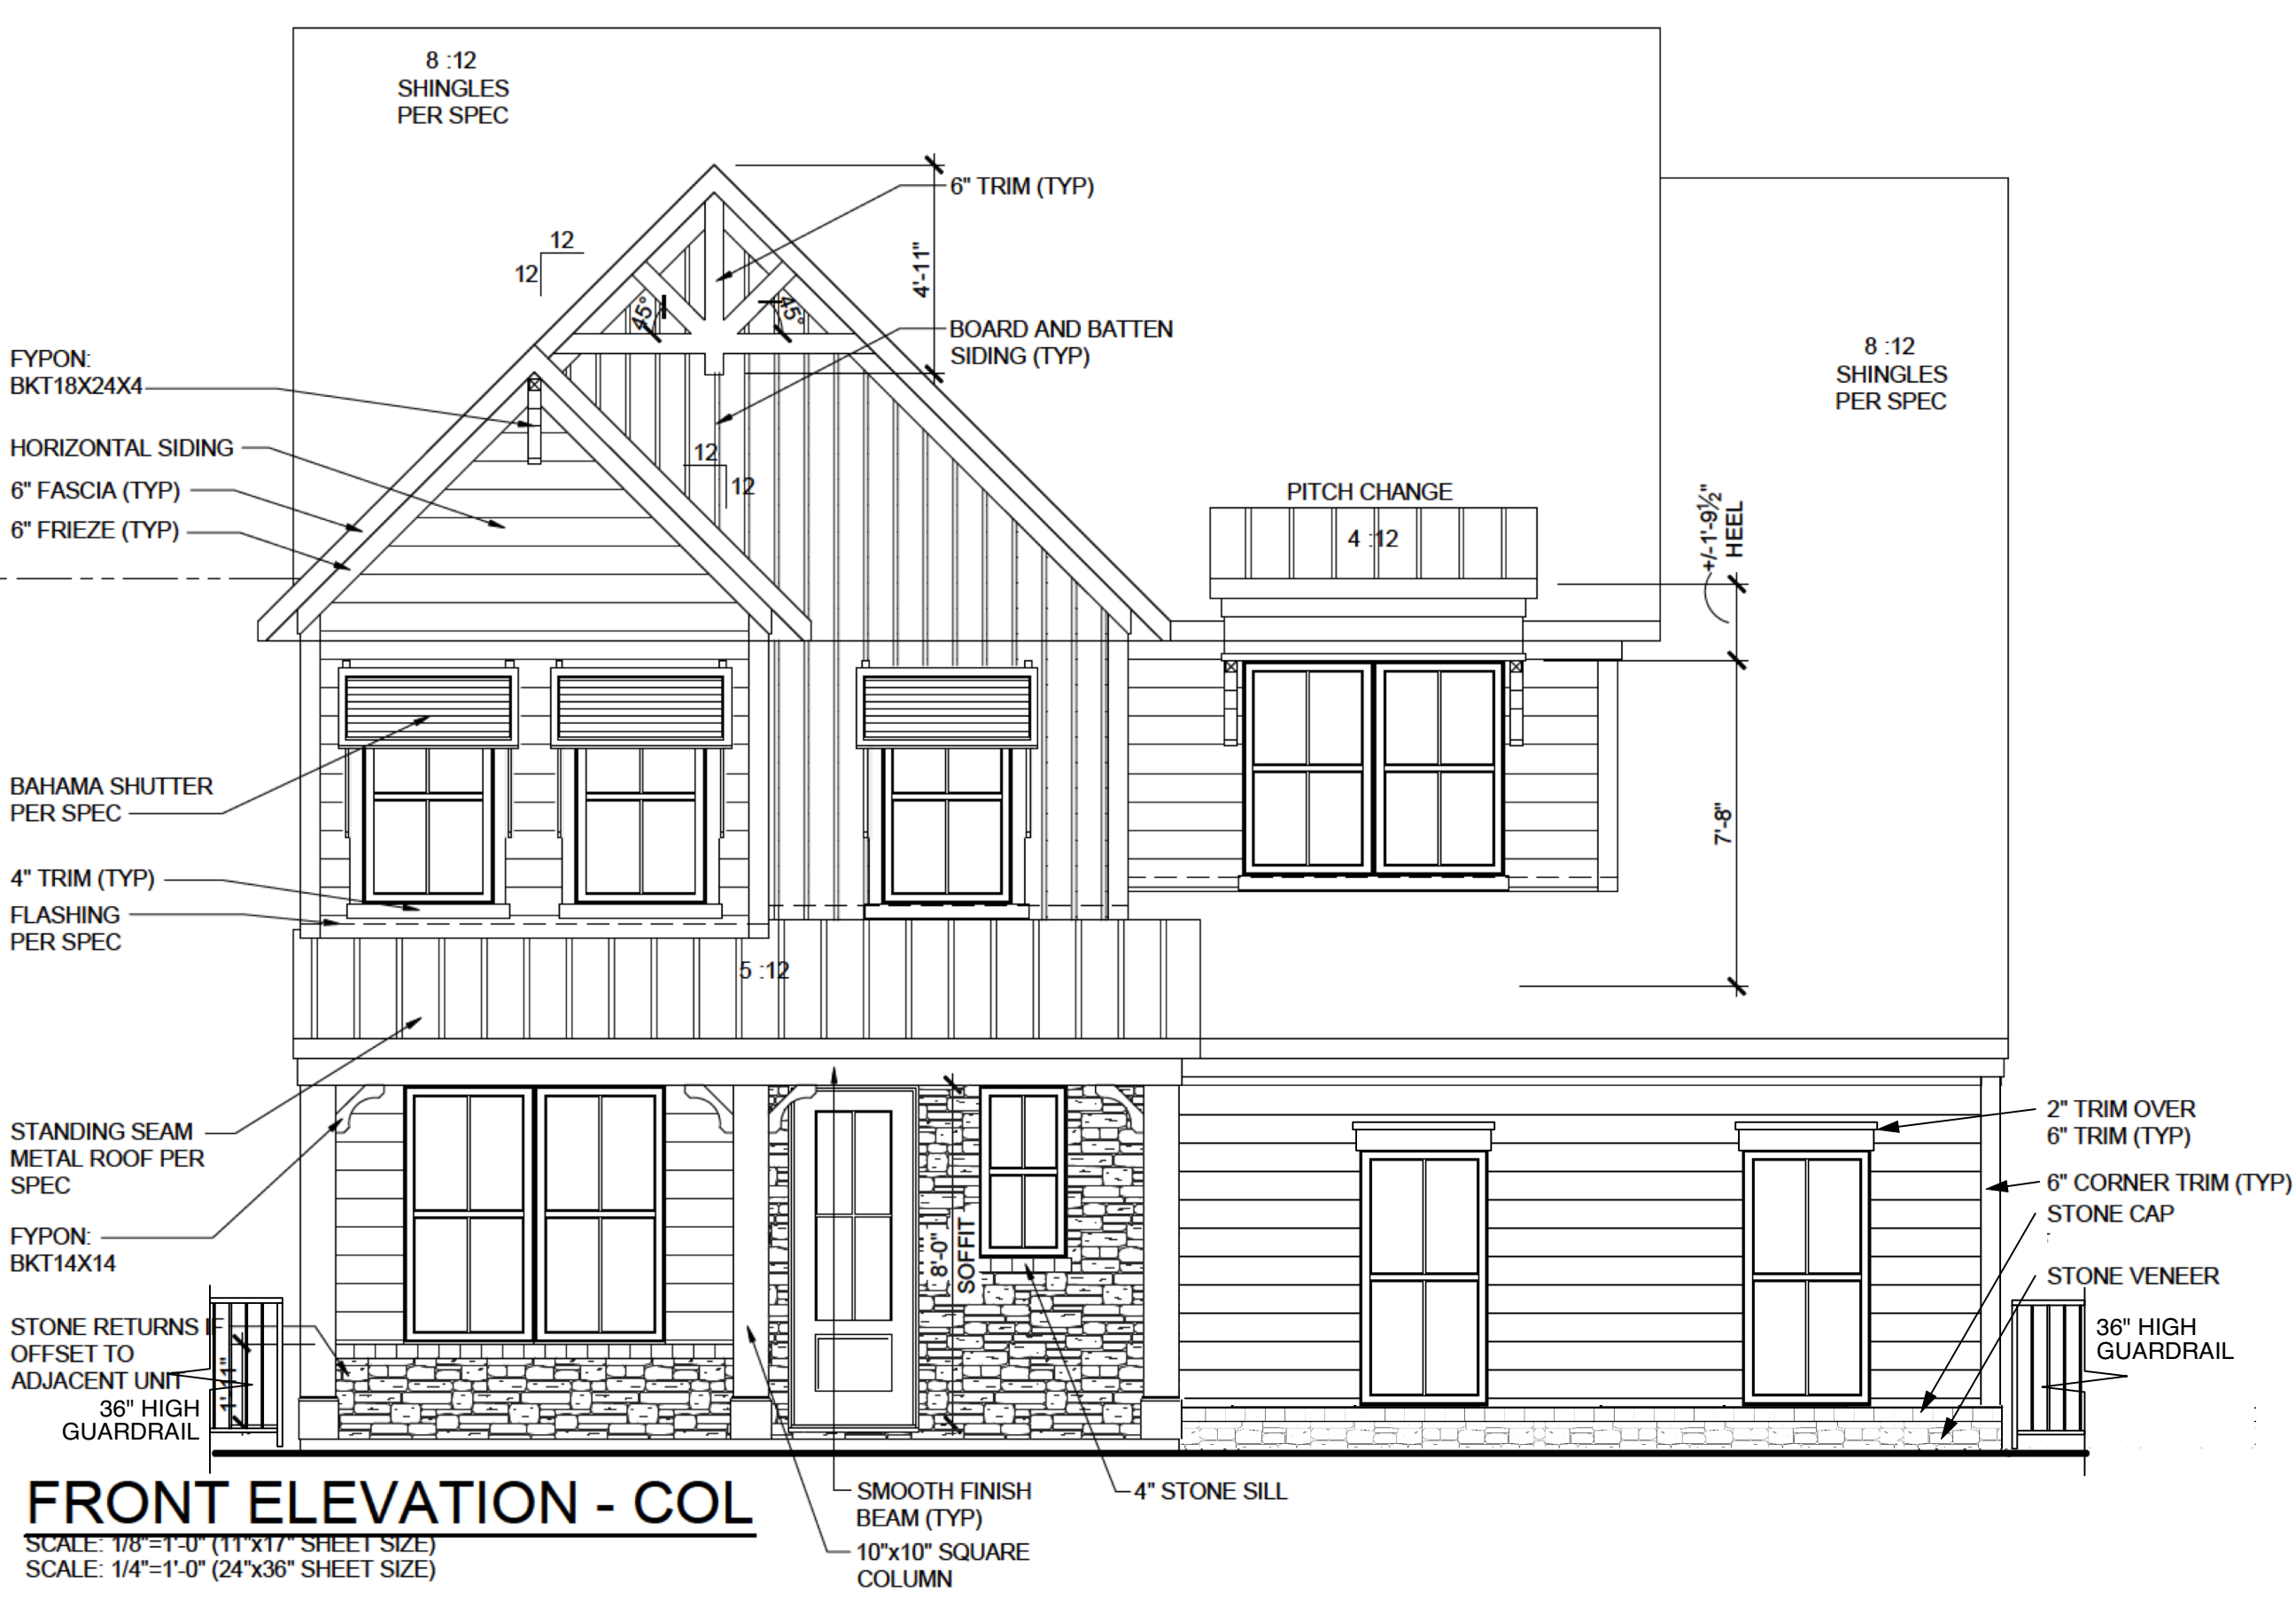 8 :12
SHINGLES
PER SPEC
6" TRIM (TYP)
12
12
4'-11"
45°
45°
BOARD AND BATTEN
SIDING (TYP)
8 :12
SHINGLES
PER SPEC
FYPON:
BKT18X24X4
HORIZONTAL SIDING
6" FASCIA (TYP)
6" FRIEZE (TYP)
12
12
PITCH CHANGE
4 :12
+/-1'-9½"
HEEL
7'-8"
BAHAMA SHUTTER
PER SPEC
4" TRIM (TYP)
FLASHING
PER SPEC
5 :12
STANDING SEAM
METAL ROOF PER
SPEC
FYPON:
BKT14X14
STONE RETURNS IF
OFFSET TO
ADJACENT UNIT
1'-11"
36" HIGH
GUARDRAIL
8'-0"
SOFFIT
2" TRIM OVER
6" TRIM (TYP)
6" CORNER TRIM (TYP)
STONE CAP
STONE VENEER
36" HIGH
GUARDRAIL
SMOOTH FINISH
BEAM (TYP)
4" STONE SILL
10"x10" SQUARE
COLUMN
FRONT ELEVATION - COL
SCALE: 1/8"=1'-0" (11"x17" SHEET SIZE)
SCALE: 1/4"=1'-0" (24"x36" SHEET SIZE)